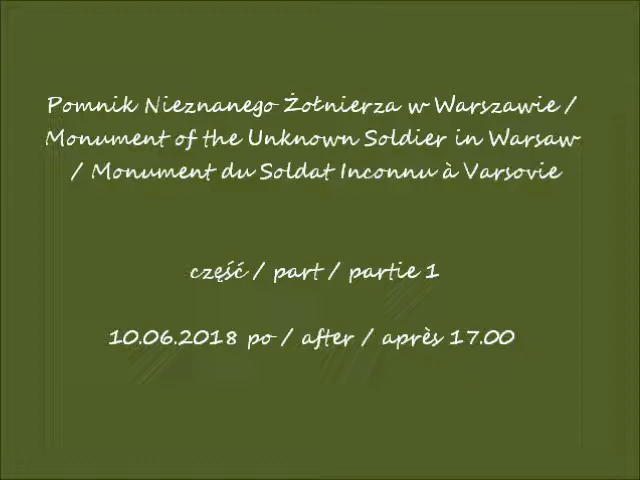 Pomnik Nieznanego Żołnierza w Warszawie /
Monument of the Unknown Soldier in Warsaw
/ Monument du Soldat Inconnu à Varsovie
część / part / partie 1
10.06.2018 po / after / après 17.00